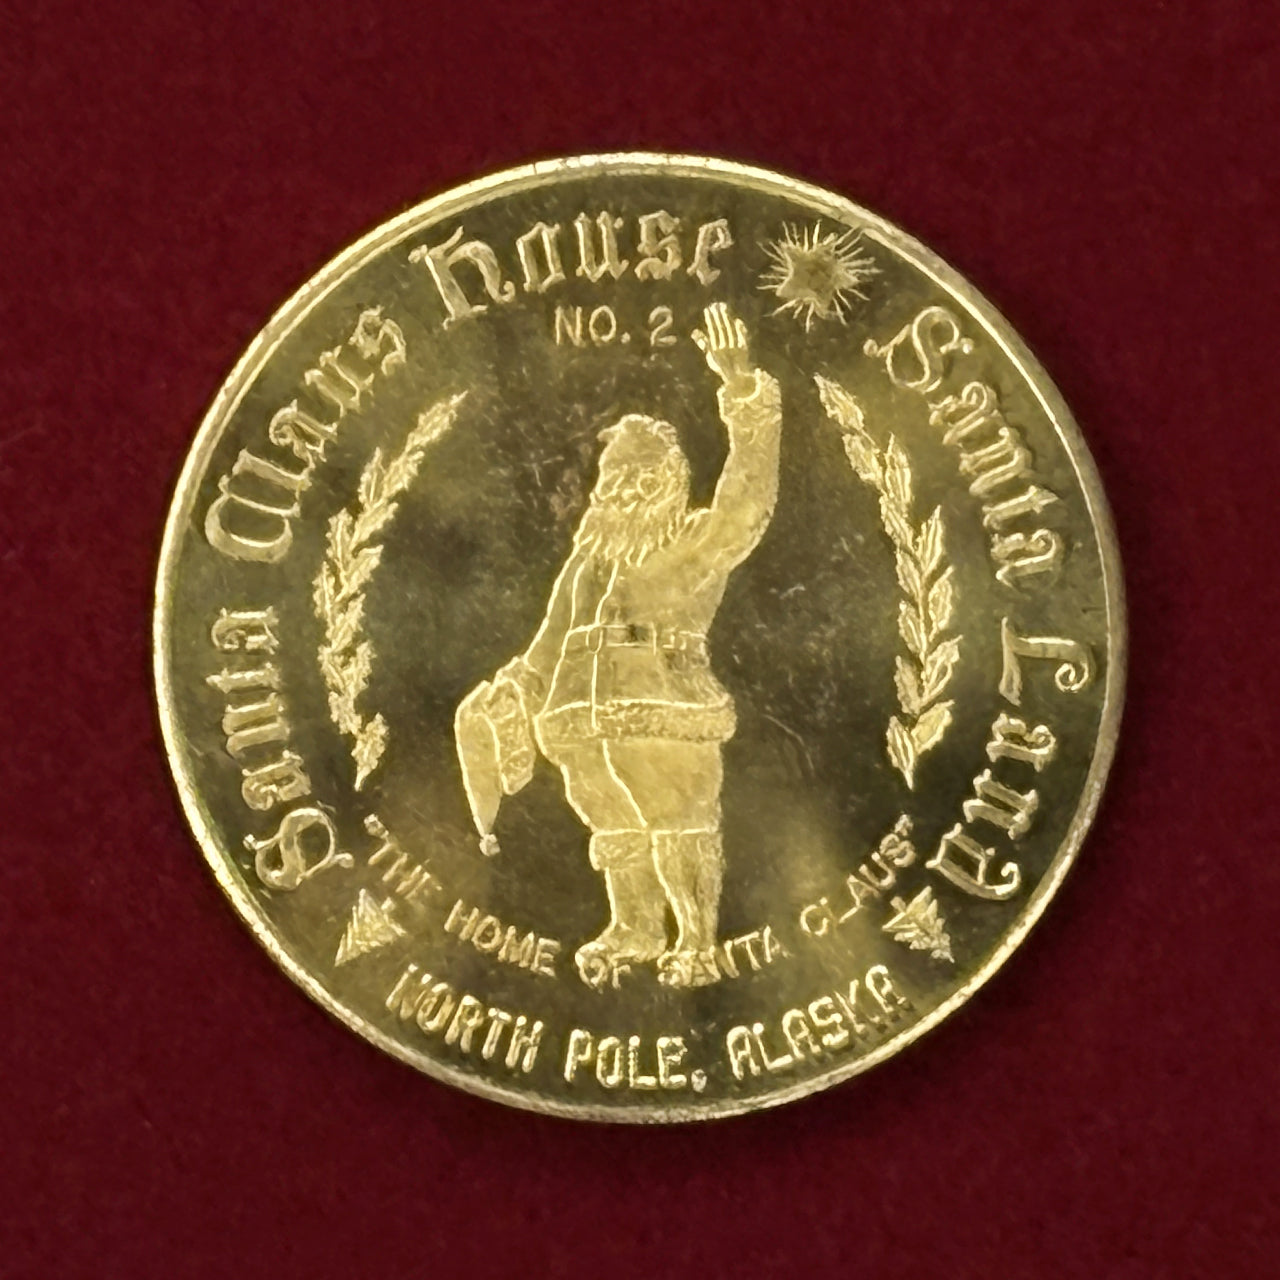 Santa Claus House
Santa Land
NO. 2
"THE HOME OF SANTA CLAUS"
NORTH POLE, ALASKA